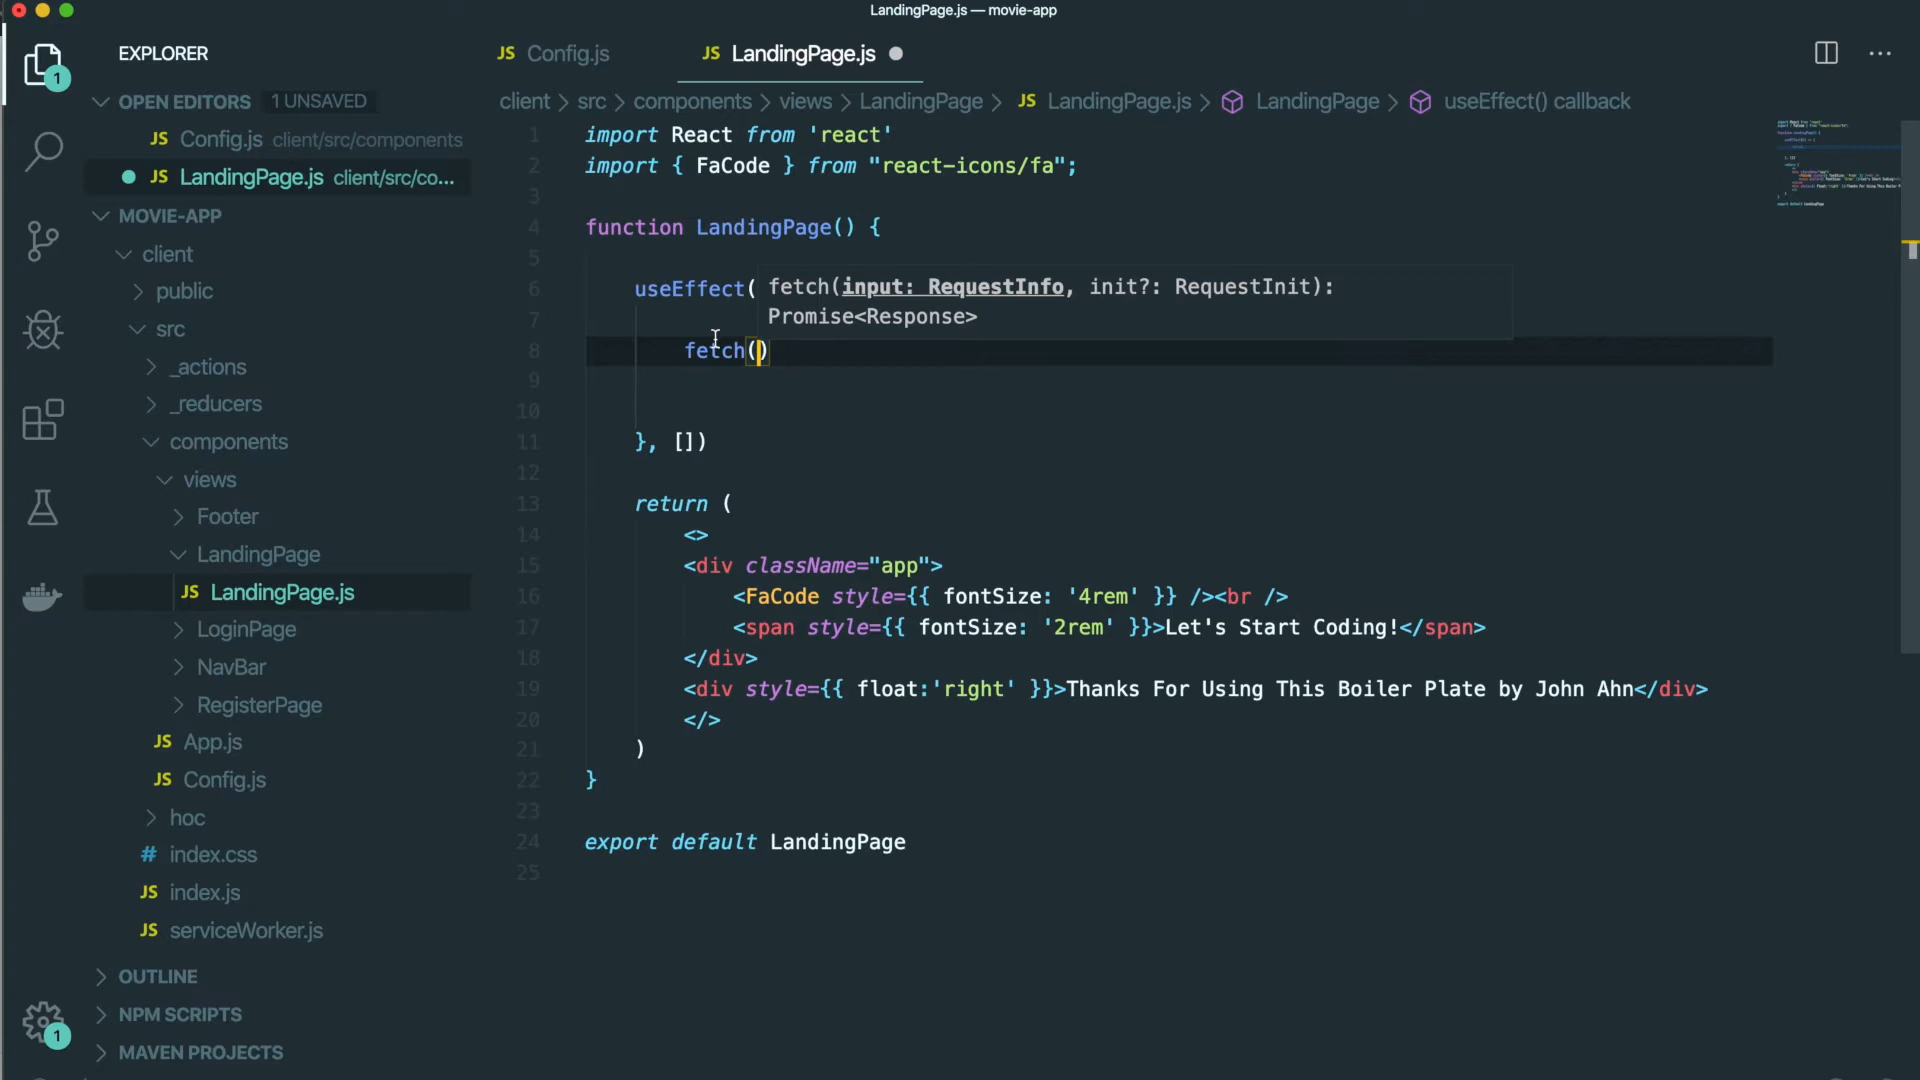 LandingPage.js — movie-app
EXPLORER
JS Config.js
JS LandingPage.js
OPEN EDITORS 1 UNSAVED
JS Config.js client/src/components
JS LandingPage.js client/src/co...
MOVIE-APP
client
public
src
_actions
_reducers
components
views
Footer
LandingPage
JS LandingPage.js
LoginPage
NavBar
RegisterPage
JS App.js
JS Config.js
hoc
# index.css
JS index.js
JS serviceWorker.js
OUTLINE
NPM SCRIPTS
MAVEN PROJECTS
1
1
client > src > components > views > LandingPage > JS LandingPage.js > LandingPage > useEffect() callback
1 import React from 'react'
2 import { FaCode } from "react-icons/fa";
3
4 function LandingPage() {
5
6 useEffect(
fetch(input: RequestInfo, init?: RequestInit):
Promise<Response>
7
8 fetch()
9
10
11 }, [])
12
13 return (
14 <>
15 <div className="app">
16 <FaCode style={{ fontSize: '4rem' }} /><br />
17 <span style={{ fontSize: '2rem' }}>Let's Start Coding!</span>
18 </div>
19 <div style={{ float:'right' }}>Thanks For Using This Boiler Plate by John Ahn</div>
20 </>
21 )
22 }
23
24 export default LandingPage
25